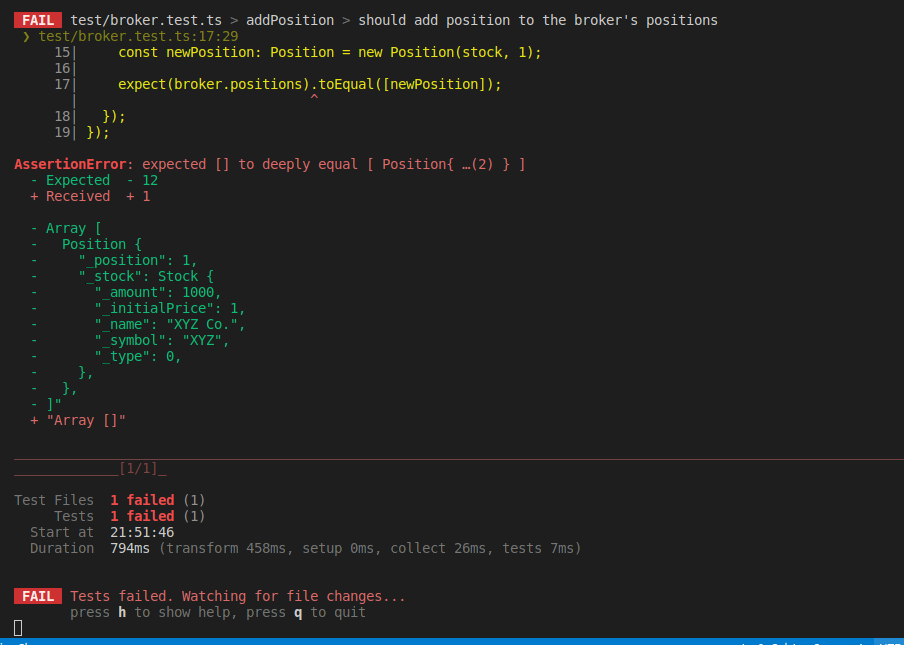 FAIL test/broker.test.ts > addPosition > should add position to the broker's positions
❯ test/broker.test.ts:17:29
15|     const newPosition: Position = new Position(stock, 1);
16|
17|     expect(broker.positions).toEqual([newPosition]);
|                             ^
18|   });
19| });
AssertionError: expected [] to deeply equal [ Position{ …(2) } ]
- Expected  - 12
+ Received  + 1
- Array [
-   Position {
-     "_position": 1,
-     "_stock": Stock {
-       "_amount": 1000,
-       "_initialPrice": 1,
-       "_name": "XYZ Co.",
-       "_symbol": "XYZ",
-       "_type": 0,
-     },
-   },
- ]"
+ "Array []"
[1/1]
Test Files  1 failed (1)
Tests  1 failed (1)
Start at  21:51:46
Duration  794ms (transform 458ms, setup 0ms, collect 26ms, tests 7ms)
FAIL Tests failed. Watching for file changes...
press h to show help, press q to quit